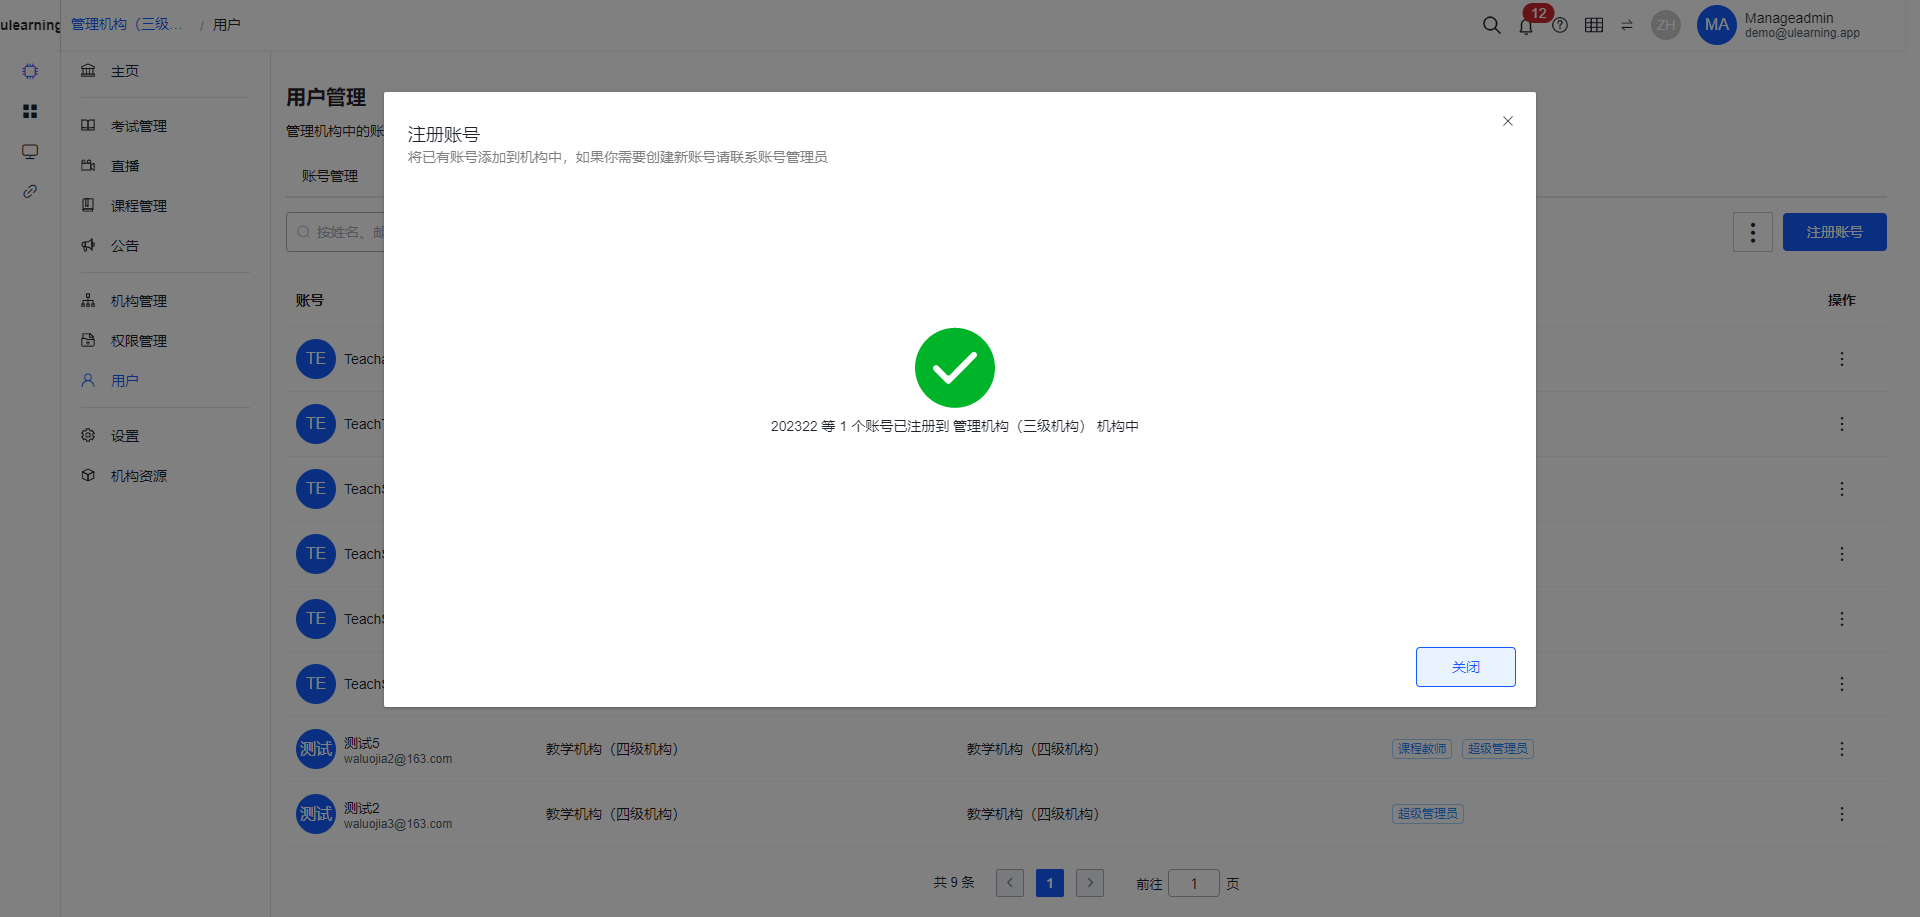 ulearning
管理机构（三级... / 用户
12
ZH
MA
Manageadmin
demo@ulearning.app
主页
考试管理
直播
课程管理
公告
机构管理
权限管理
用户
设置
机构资源
用户管理
管理机构中的账
账号管理
按姓名、邮
注册账号
账号
操作
TE Teacha
TE TeachT
TE TeachS
TE TeachS
TE TeachS
TE TeachS
测试 测试5
waluojia2@163.com
教学机构（四级机构）
教学机构（四级机构）
课程教师 超级管理员
测试 测试2
waluojia3@163.com
教学机构（四级机构）
教学机构（四级机构）
超级管理员
共 9 条 1 前往 1 页
注册账号
将已有账号添加到机构中，如果你需要创建新账号请联系账号管理员
202322 等 1 个账号已注册到 管理机构（三级机构） 机构中
关闭